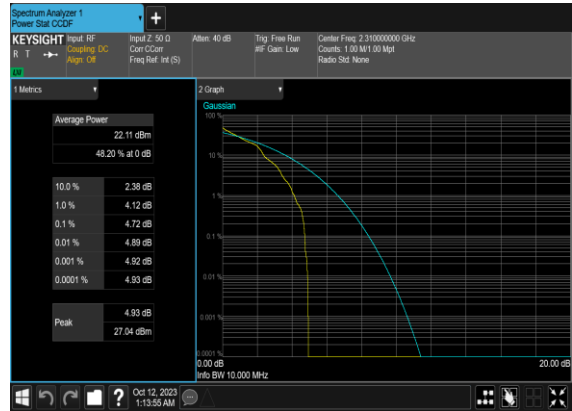 Spectrum Analyzer 1
Power Stat CCDF
+
KEYSIGHT
R T
LW
Input: RF
Coupling: DC
Align: Off
Input Z: 50 Ω
Corr CCorr
Freq Ref: Int (S)
Atten: 40 dB
Trig: Free Run
#IF Gain: Low
Center Freq: 2.310000000 GHz
Counts: 1.00 M/1.00 Mpt
Radio Std: None
1 Metrics
Average Power
22.11 dBm
48.20 % at 0 dB
10.0 % 2.38 dB
1.0 % 4.12 dB
0.1 % 4.72 dB
0.01 % 4.89 dB
0.001 % 4.92 dB
0.0001 % 4.93 dB
Peak
4.93 dB
27.04 dBm
2 Graph
Gaussian
100 %
10 %
1 %
0.1 %
0.01 %
0.001 %
0.0001 %
0.00 dB
20.00 dB
Info BW 10.000 MHz
?
Oct 12, 2023
1:13:55 AM